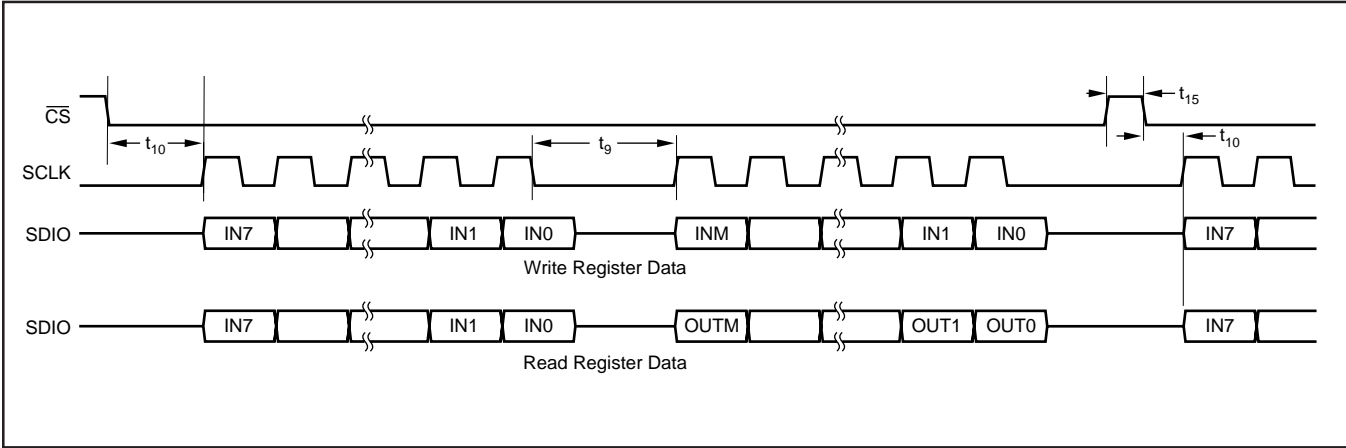 CS
t15
t10
t9
t10
SCLK
SDIO IN7 IN1 IN0 INM IN1 IN0 IN7
Write Register Data
SDIO IN7 IN1 IN0 OUTM OUT1 OUT0 IN7
Read Register Data